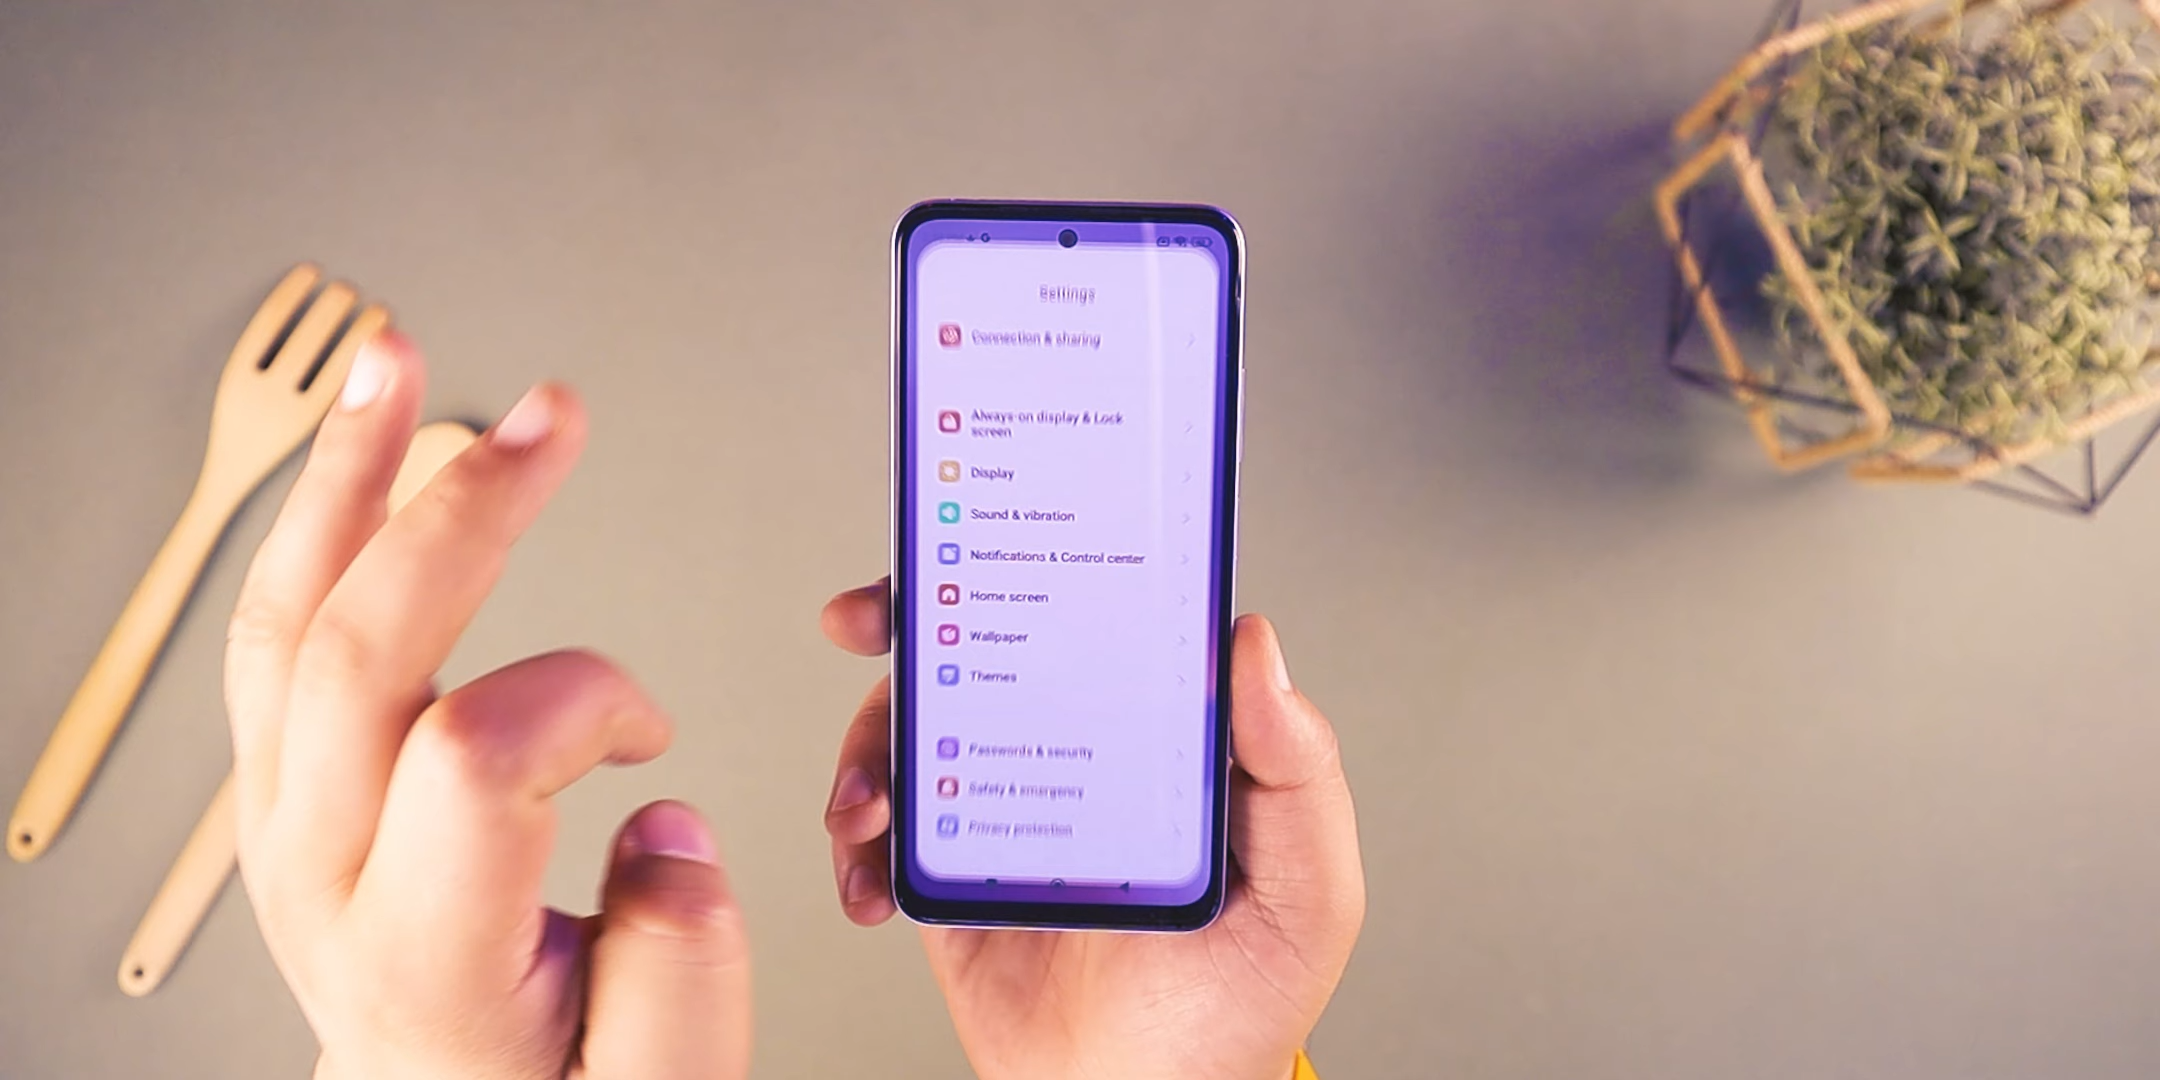 Settings
Connection & sharing
Always-on display & Lock
screen
Display
Sound & vibration
Notifications & Control center
Home screen
Wallpaper
Themes
Passwords & security
Safety & emergency
Privacy protection